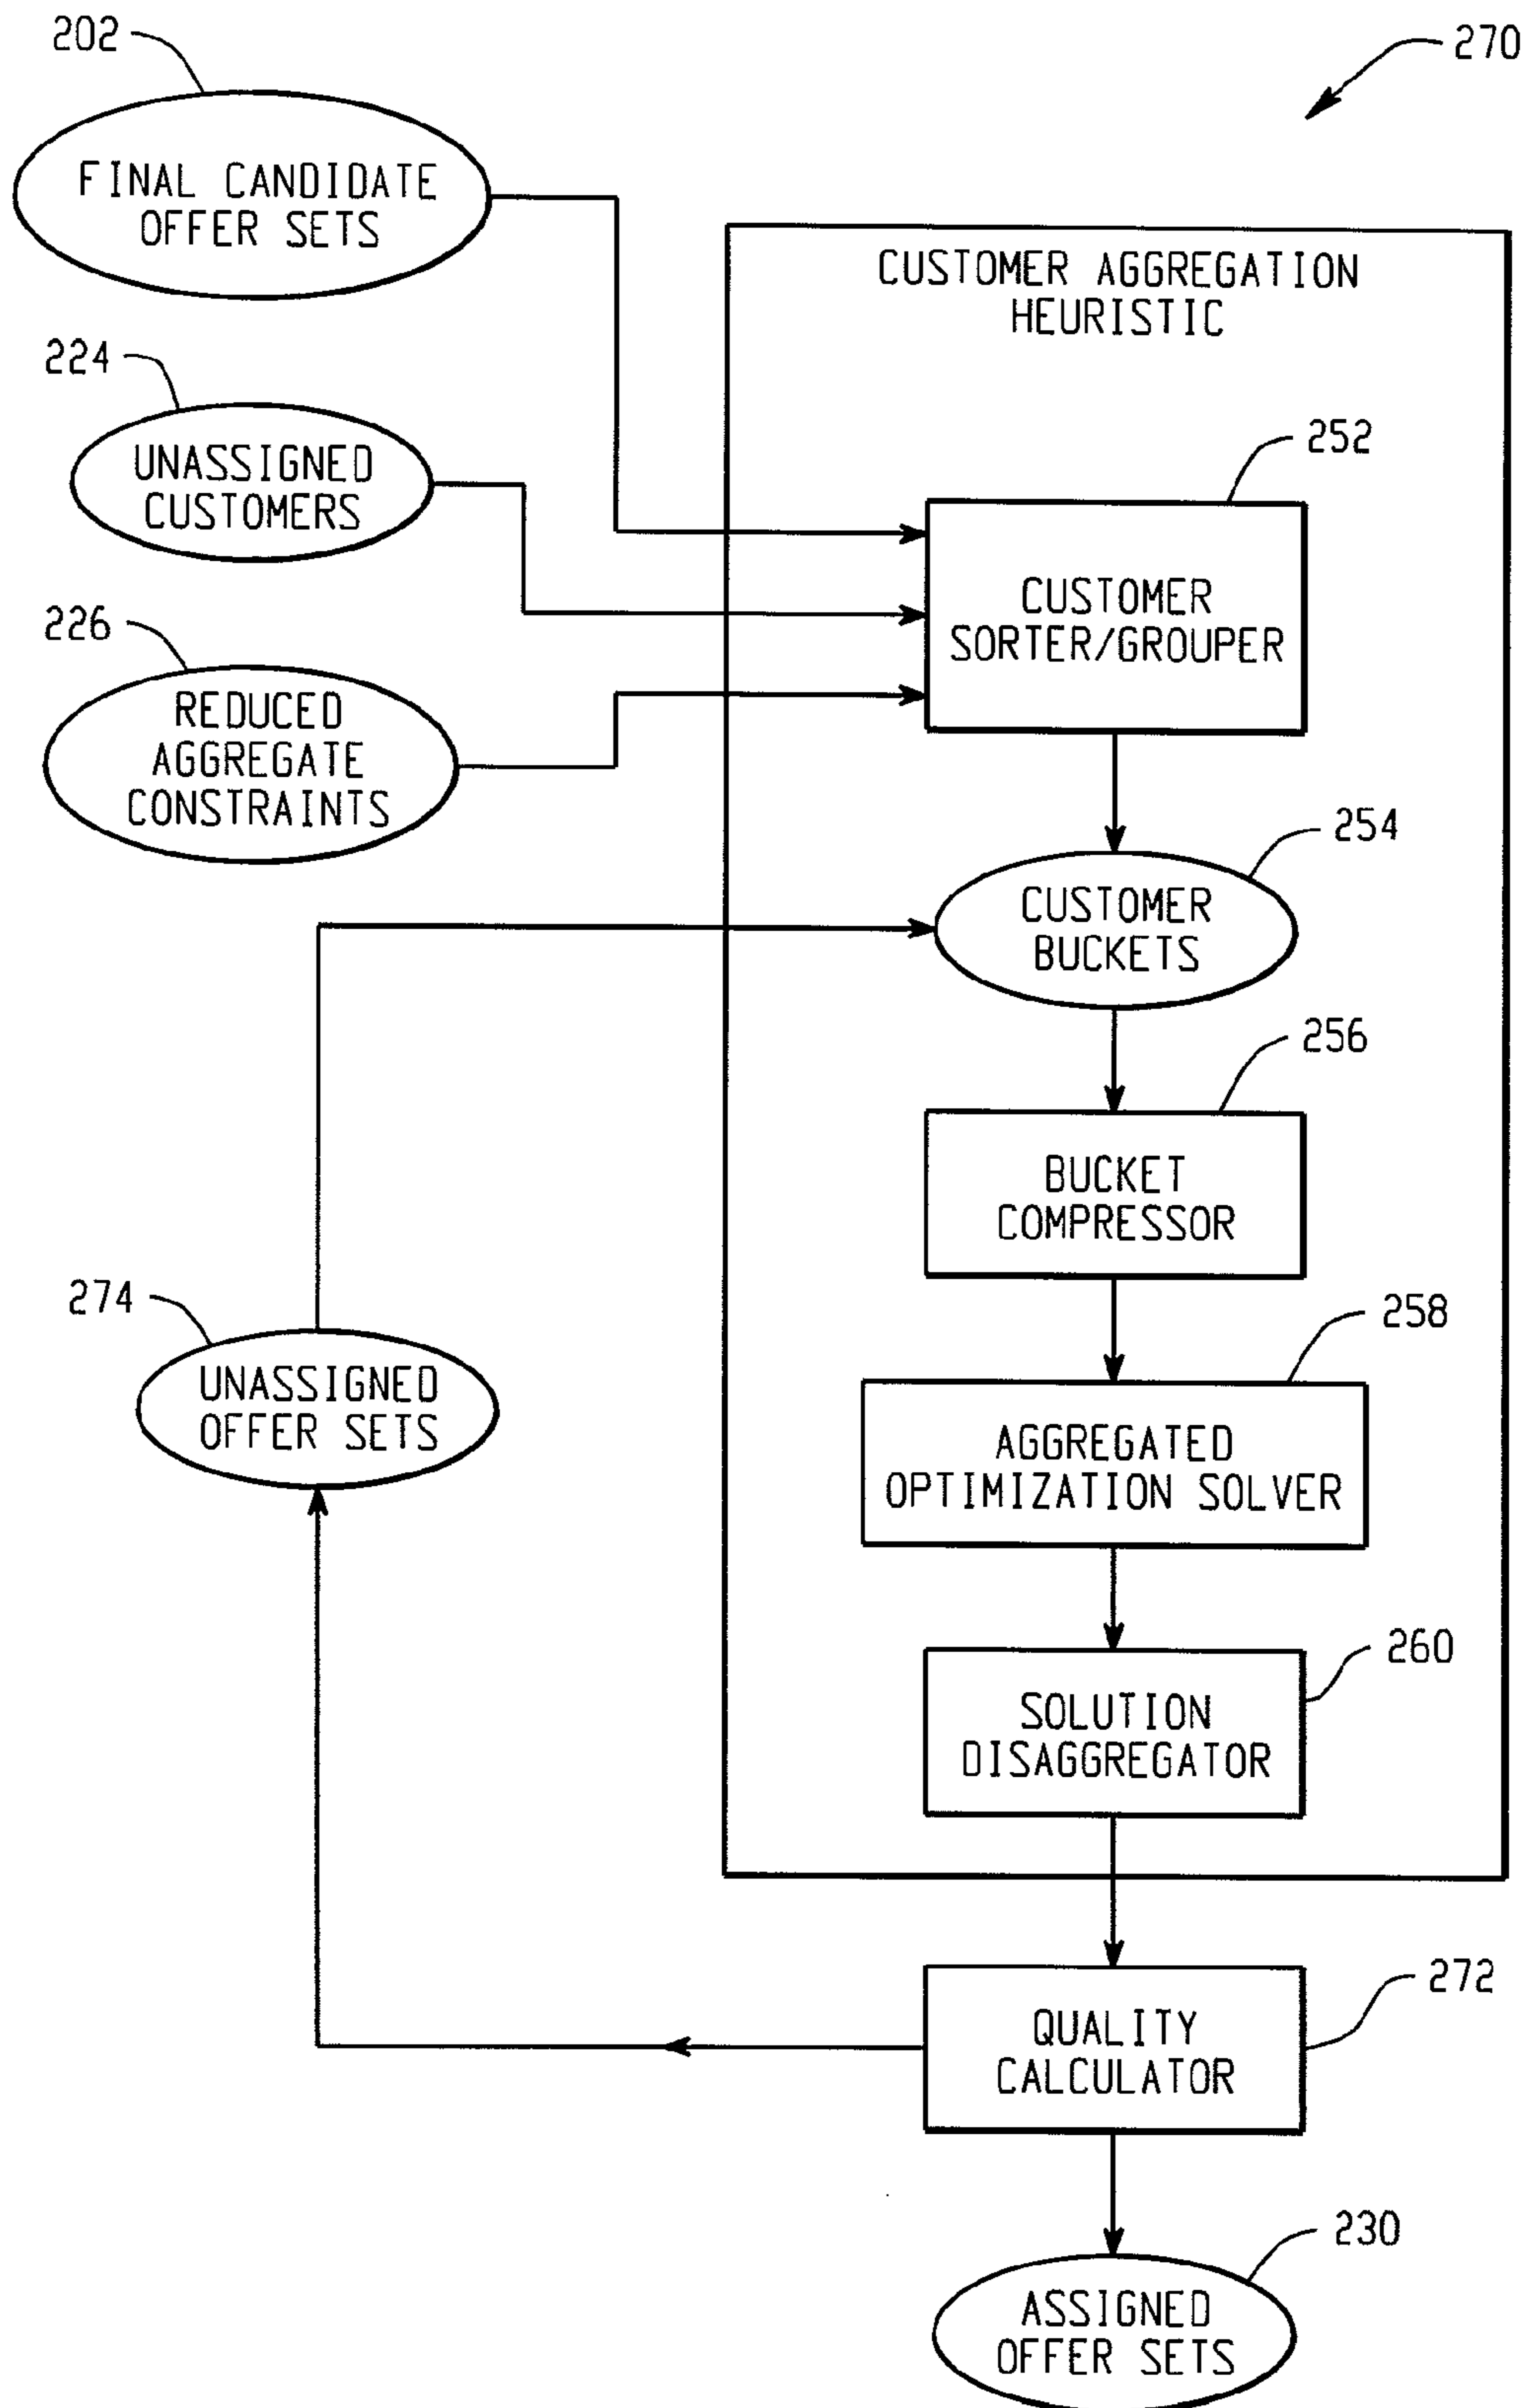 202
270
FINAL CANDIDATE
OFFER SETS
CUSTOMER AGGREGATION
HEURISTIC
224
UNASSIGNED
CUSTOMERS
252
CUSTOMER
SORTER/GROUPER
226
REDUCED
AGGREGATE
CONSTRAINTS
254
CUSTOMER
BUCKETS
256
BUCKET
COMPRESSOR
274
UNASSIGNED
OFFER SETS
258
AGGREGATED
OPTIMIZATION SOLVER
260
SOLUTION
DISAGGREGATOR
272
QUALITY
CALCULATOR
230
ASSIGNED
OFFER SETS